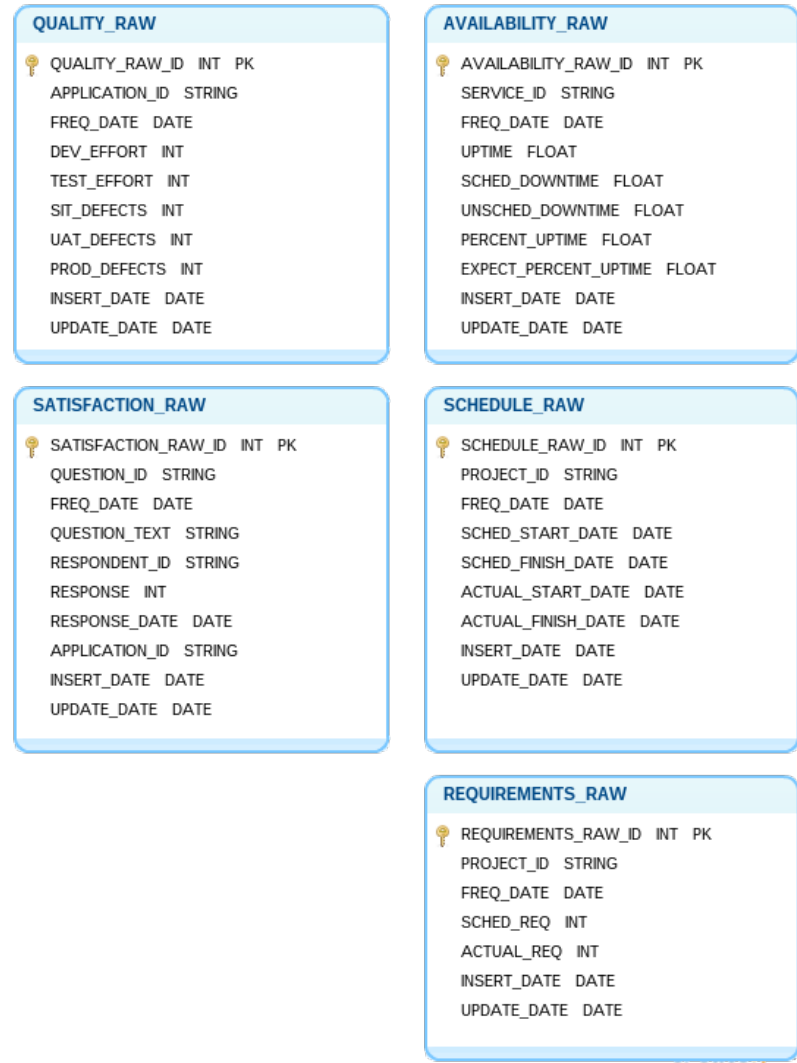 QUALITY_RAW
QUALITY_RAW_ID INT PK
APPLICATION_ID STRING
FREQ_DATE DATE
DEV_EFFORT INT
TEST_EFFORT INT
SIT_DEFECTS INT
UAT_DEFECTS INT
PROD_DEFECTS INT
INSERT_DATE DATE
UPDATE_DATE DATE
AVAILABILITY_RAW
AVAILABILITY_RAW_ID INT PK
SERVICE_ID STRING
FREQ_DATE DATE
UPTIME FLOAT
SCHED_DOWNTIME FLOAT
UNSCHED_DOWNTIME FLOAT
PERCENT_UPTIME FLOAT
EXPECT_PERCENT_UPTIME FLOAT
INSERT_DATE DATE
UPDATE_DATE DATE
SATISFACTION_RAW
SATISFACTION_RAW_ID INT PK
QUESTION_ID STRING
FREQ_DATE DATE
QUESTION_TEXT STRING
RESPONDENT_ID STRING
RESPONSE INT
RESPONSE_DATE DATE
APPLICATION_ID STRING
INSERT_DATE DATE
UPDATE_DATE DATE
SCHEDULE_RAW
SCHEDULE_RAW_ID INT PK
PROJECT_ID STRING
FREQ_DATE DATE
SCHED_START_DATE DATE
SCHED_FINISH_DATE DATE
ACTUAL_START_DATE DATE
ACTUAL_FINISH_DATE DATE
INSERT_DATE DATE
UPDATE_DATE DATE
REQUIREMENTS_RAW
REQUIREMENTS_RAW_ID INT PK
PROJECT_ID STRING
FREQ_DATE DATE
SCHED_REQ INT
ACTUAL_REQ INT
INSERT_DATE DATE
UPDATE_DATE DATE